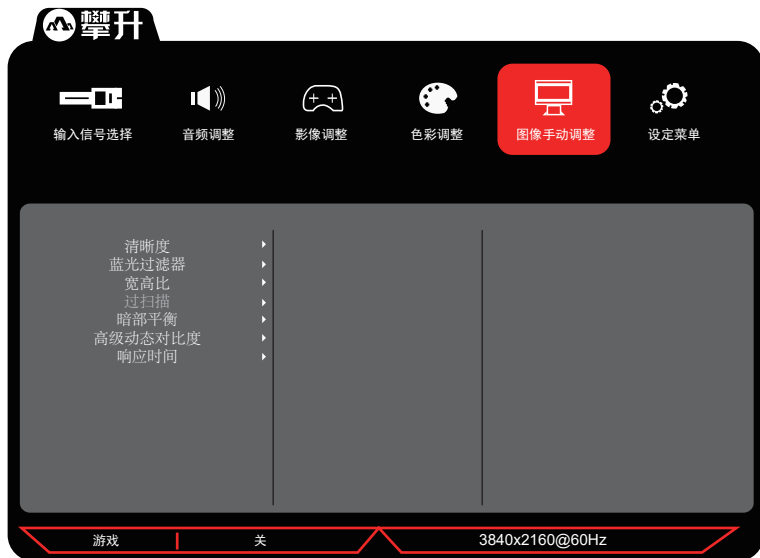 攀升
输入信号选择
音频调整
影像调整
色彩调整
图像手动调整
设定菜单
清晰度
蓝光过滤器
宽高比
过扫描
暗部平衡
高级动态对比度
响应时间
游戏
关
3840x2160@60Hz